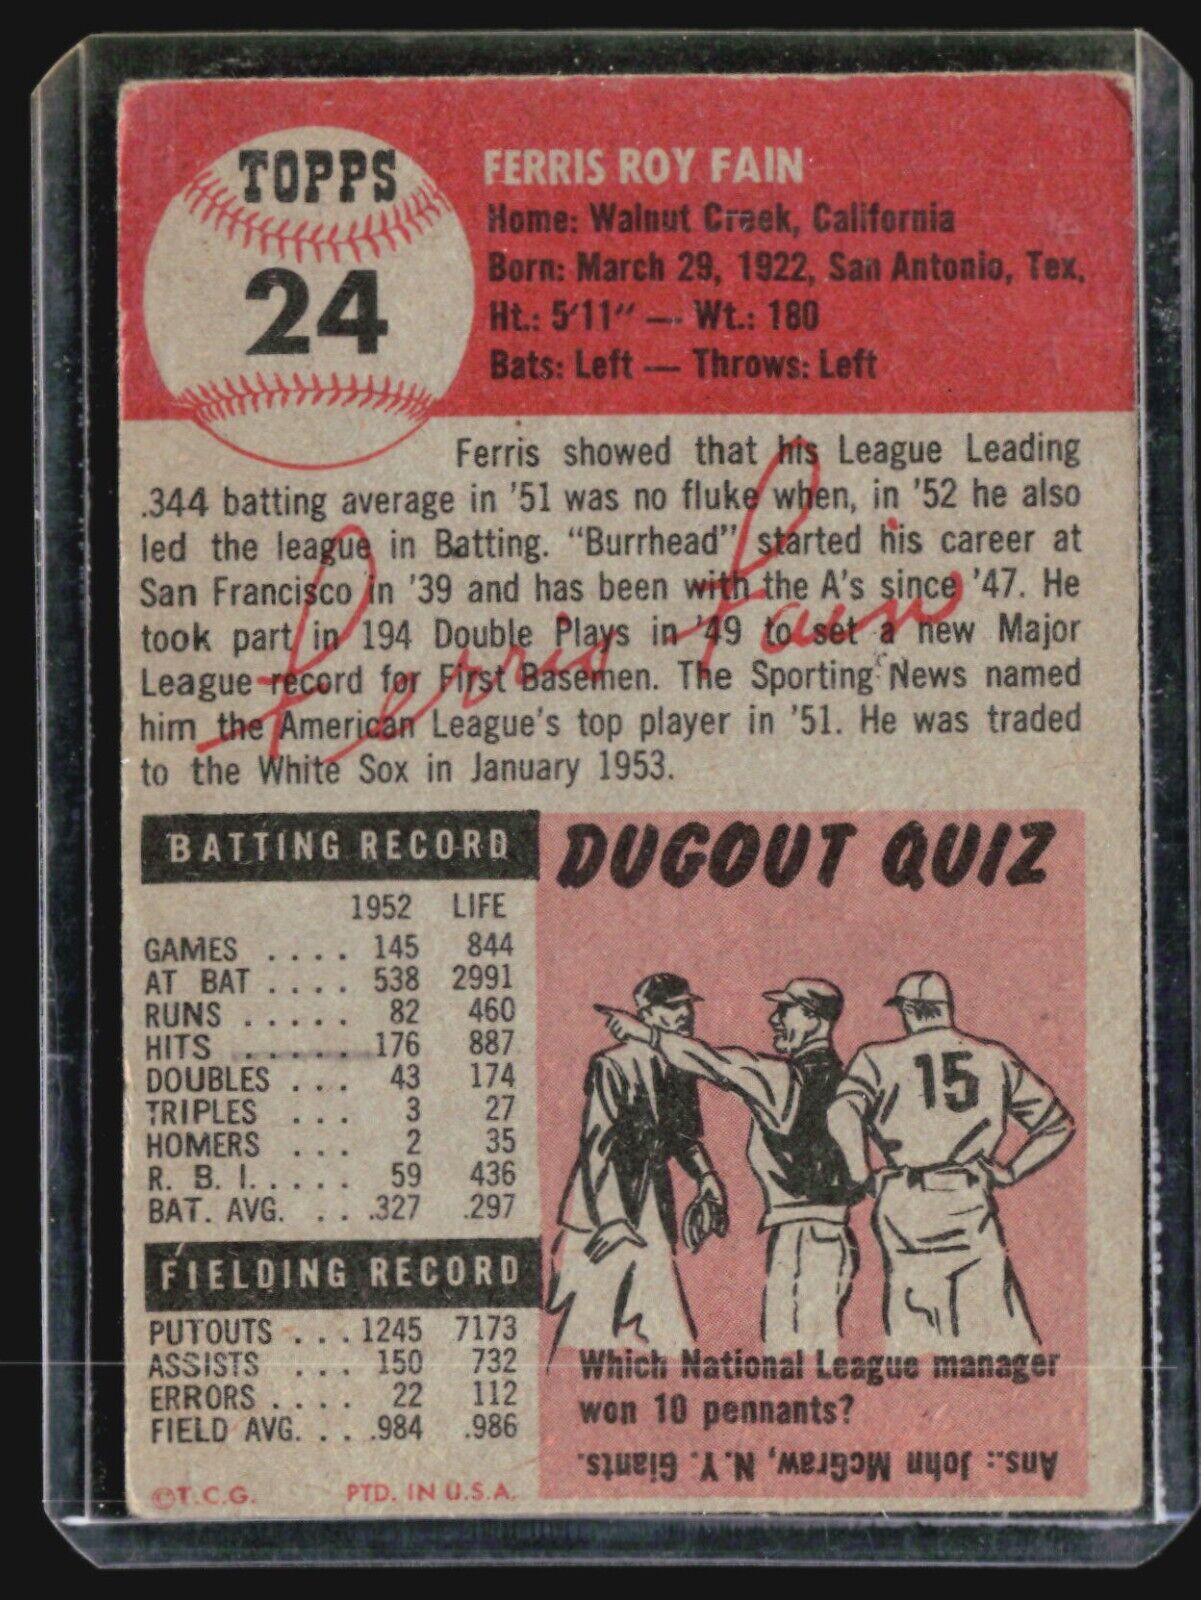 TOPPS
24
FERRIS ROY FAIN
Home: Walnut Creek, California
Born: March 29, 1922, San Antonio, Tex.
Ht.: 5'11" — Wt.: 180
Bats: Left — Throws: Left
Ferris showed that his League Leading
.344 batting average in '51 was no fluke when, in '52 he also
led the league in Batting. "Burrhead" started his career at
San Francisco in '39 and has been with the A's since '47. He
took part in 194 Double Plays in '49 to set a new Major
League record for First Basemen. The Sporting News named
him the American League's top player in '51. He was traded
to the White Sox in January 1953.
Ferris Fain
BATTING RECORD
1952 LIFE
GAMES .... 145 844
AT BAT .... 538 2991
RUNS ..... 82 460
HITS ...... 176 887
DOUBLES ... 43 174
TRIPLES ... 3 27
HOMERS ... 2 35
R. B. I. .... 59 436
BAT. AVG. .. .327 .297
FIELDING RECORD
PUTOUTS ... 1245 7173
ASSISTS ... 150 732
ERRORS .... 22 112
FIELD AVG. ... .984 .986
©T.C.G. PTD. IN U.S.A.
DUGOUT QUIZ
15
Which National League manager
won 10 pennants?
Ans.: John McGraw, N.Y. Giants.